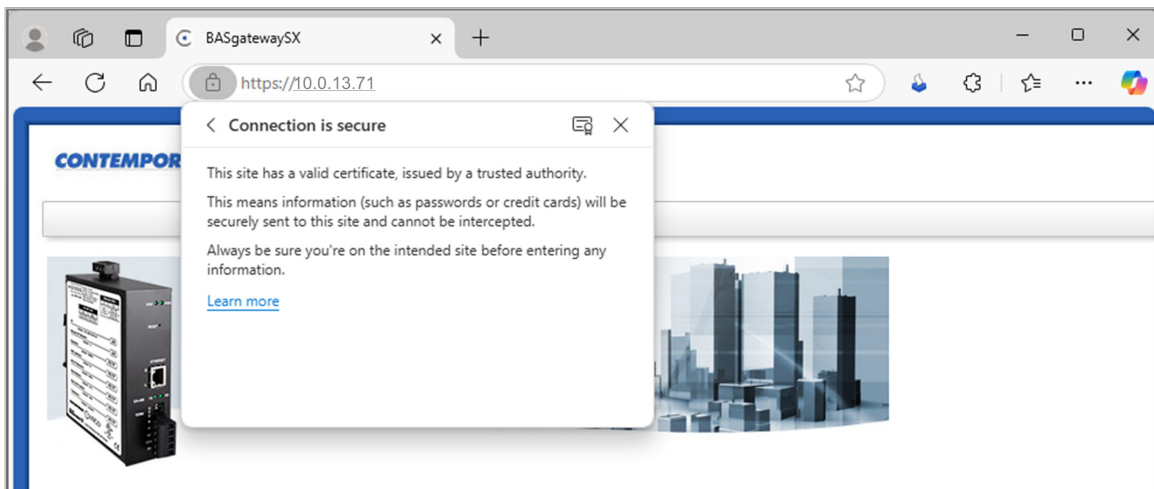 BASgatewaySX
https://10.0.13.71
Connection is secure
CONTEMPOR
This site has a valid certificate, issued by a trusted authority.
This means information (such as passwords or credit cards) will be
securely sent to this site and cannot be intercepted.
Always be sure you're on the intended site before entering any
information.
Learn more